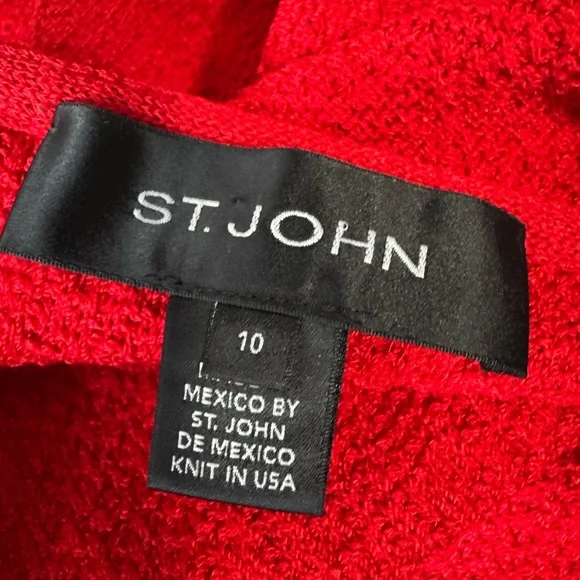 ST. JOHN
10
MEXICO BY
ST. JOHN
DE MEXICO
KNIT IN USA